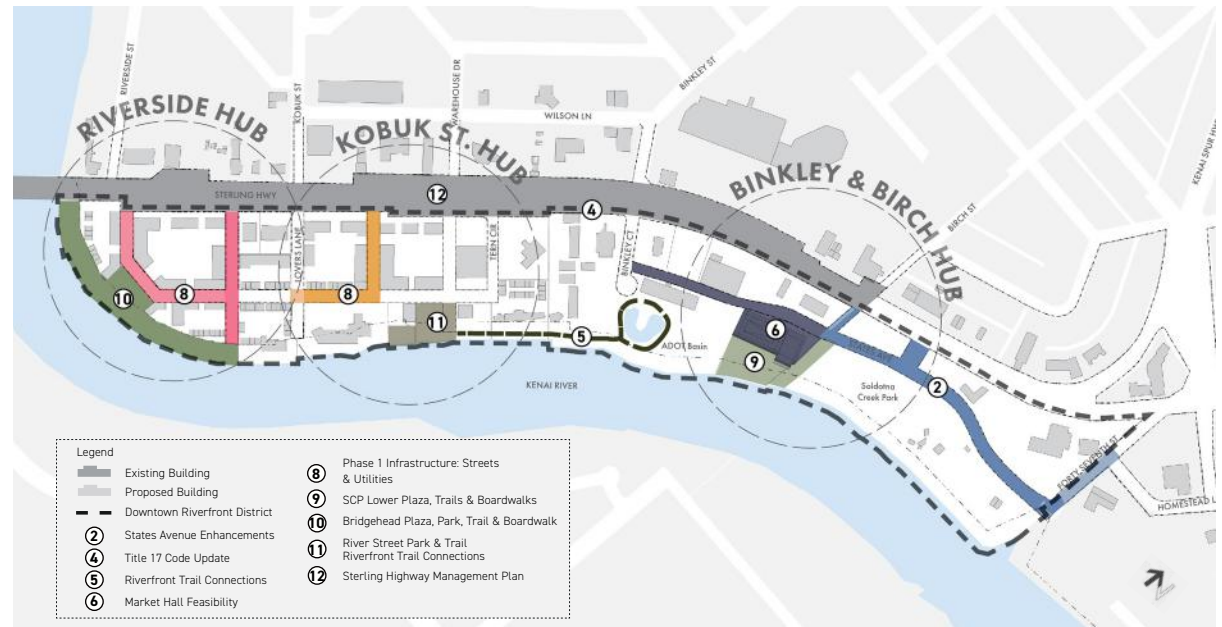 RIVERSIDE ST
KOBUK ST
WAREHOUSE DR
WILSON LN
BINKLEY ST
KENAI SPUR HWY
RIVERSIDE HUB
KOBUK ST. HUB
BINKLEY & BIRCH HUB
BIRCH ST
STERLING HWY
12
4
LOVERS LANE
TERN CIR
BINKLEY CT
10
8
8
11
5
ADOT Basin
6
9
STATES AVE
2
Soldotna
Creek Park
KENAI RIVER
FORTY SEVENTH ST
HOMESTEAD L
Legend
Existing Building
Proposed Building
Downtown Riverfront District
2 States Avenue Enhancements
4 Title 17 Code Update
5 Riverfront Trail Connections
6 Market Hall Feasibility
8 Phase 1 Infrastructure: Streets
& Utilities
9 SCP Lower Plaza, Trails & Boardwalks
10 Bridgehead Plaza, Park, Trail & Boardwalk
11 River Street Park & Trail
Riverfront Trail Connections
12 Sterling Highway Management Plan